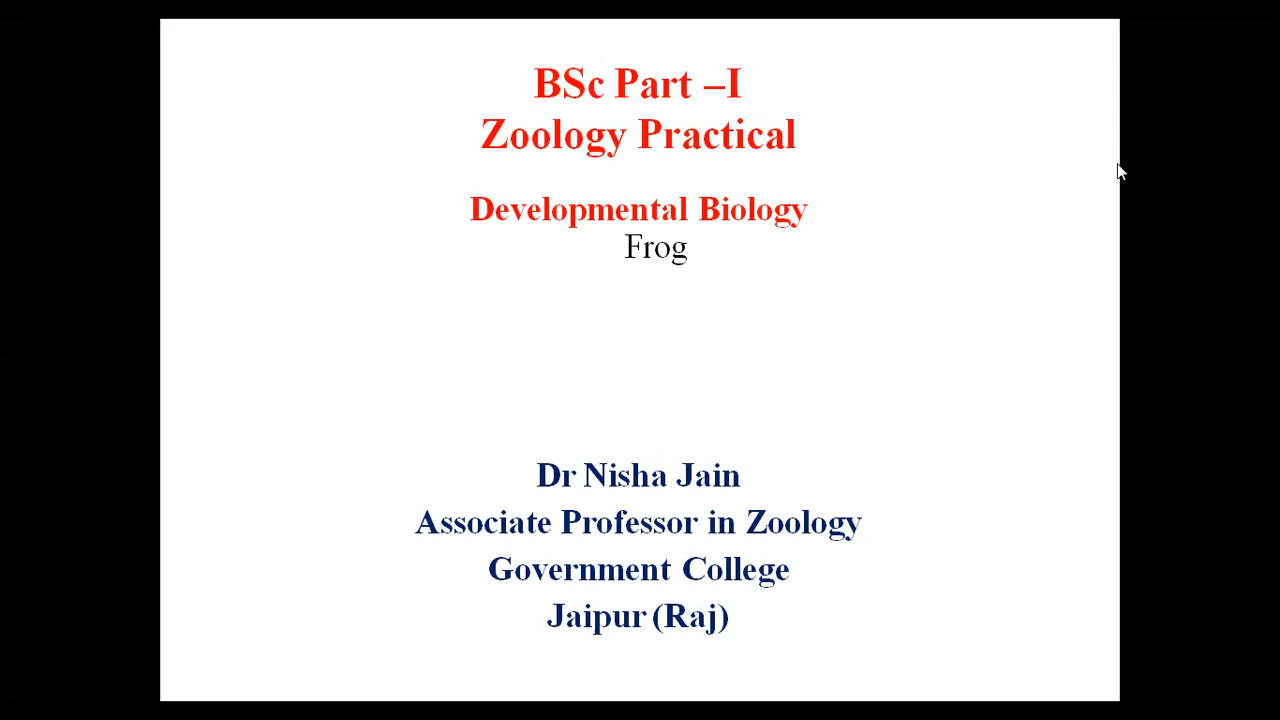 BSc Part –I
Zoology Practical
Developmental Biology
Frog
Dr Nisha Jain
Associate Professor in Zoology
Government College
Jaipur (Raj)